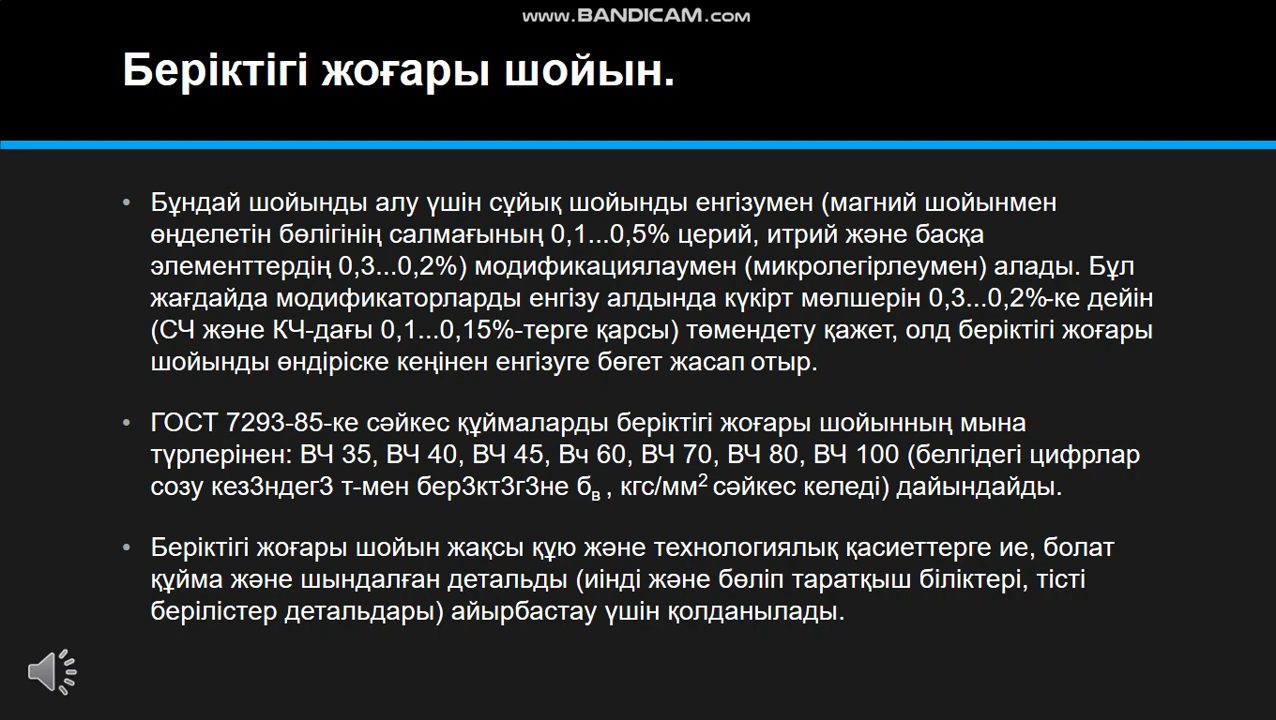 www.BANDICAM.com
Беріктігі жоғары шойын.
• Бұндай шойынды алу үшін сұйық шойынды енгізумен (магний шойынмен
өңделетін бөлігінің салмағының 0,1...0,5% церий, итрий және басқа
элементтердің 0,3...0,2%) модификациялаумен (микролегірлеумен) алады. Бұл
жағдайда модификаторларды енгізу алдында күкірт мөлшерін 0,3...0,2%-ке дейін
(СЧ және КЧ-дағы 0,1...0,15%-терге қарсы) төмендету қажет, олд беріктігі жоғары
шойынды өндіріске кеңінен енгізуге бөгет жасап отыр.
• ГОСТ 7293-85-ке сәйкес құймаларды беріктігі жоғары шойынның мына
түрлерінен: ВЧ 35, ВЧ 40, ВЧ 45, Вч 60, ВЧ 70, ВЧ 80, ВЧ 100 (белгідегі цифрлар
созу кез3ндег3 т-мен бер3кт3г3не бв , кгс/мм² сәйкес келеді) дайындайды.
• Беріктігі жоғары шойын жақсы құю және технологиялық қасиеттерге ие, болат
құйма және шындалған детальды (иінді және бөліп таратқыш біліктері, тісті
берілістер детальдары) айырбастау үшін қолданылады.